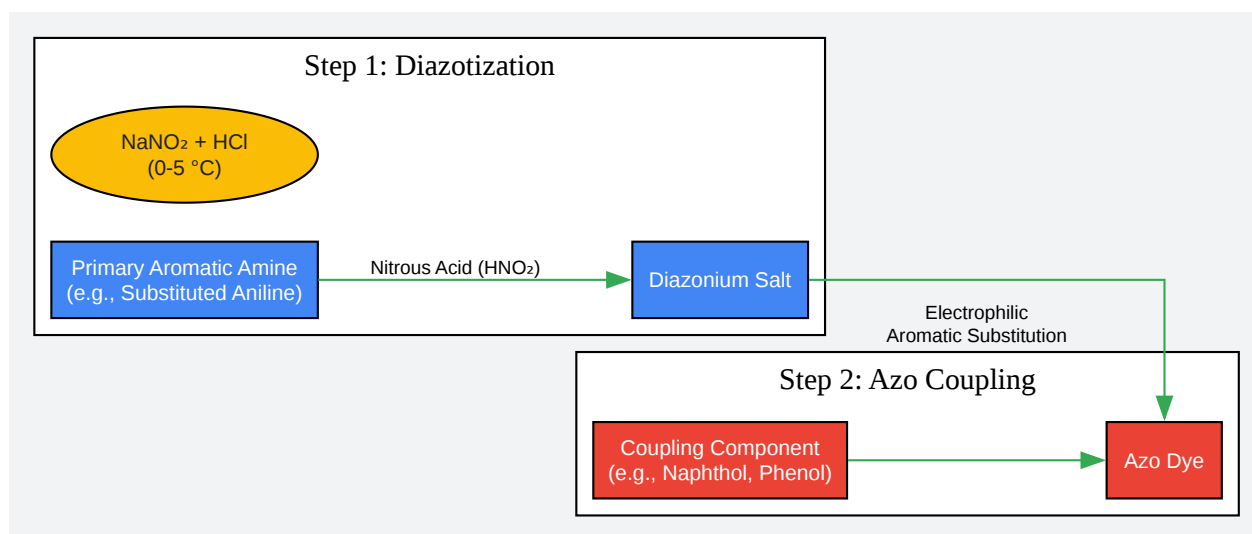 Step 1: Diazotization
NaNO₂ + HCl
(0-5 °C)
Primary Aromatic Amine
(e.g., Substituted Aniline)
Nitrous Acid (HNO₂)
Diazonium Salt
Electrophilic
Aromatic Substitution
Step 2: Azo Coupling
Coupling Component
(e.g., Naphthol, Phenol)
Azo Dye